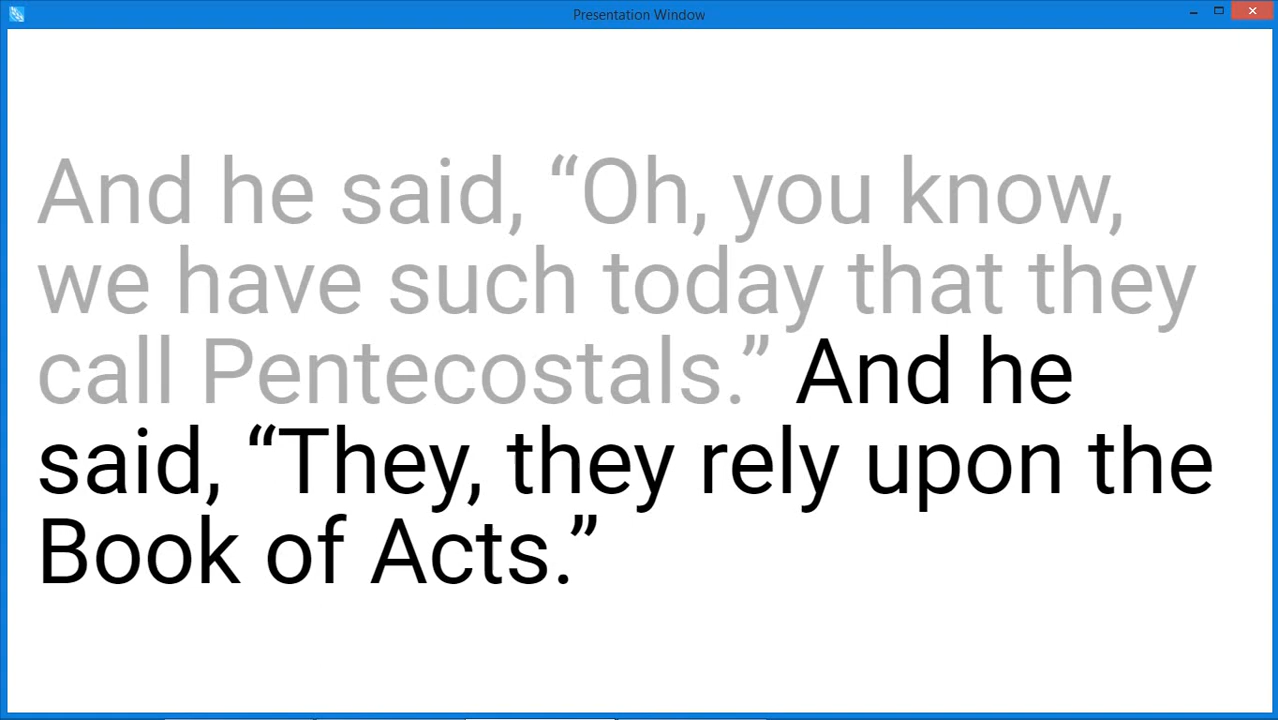 Presentation Window
And he said, “Oh, you know,
we have such today that they
call Pentecostals.” And he
said, “They, they rely upon the
Book of Acts.”